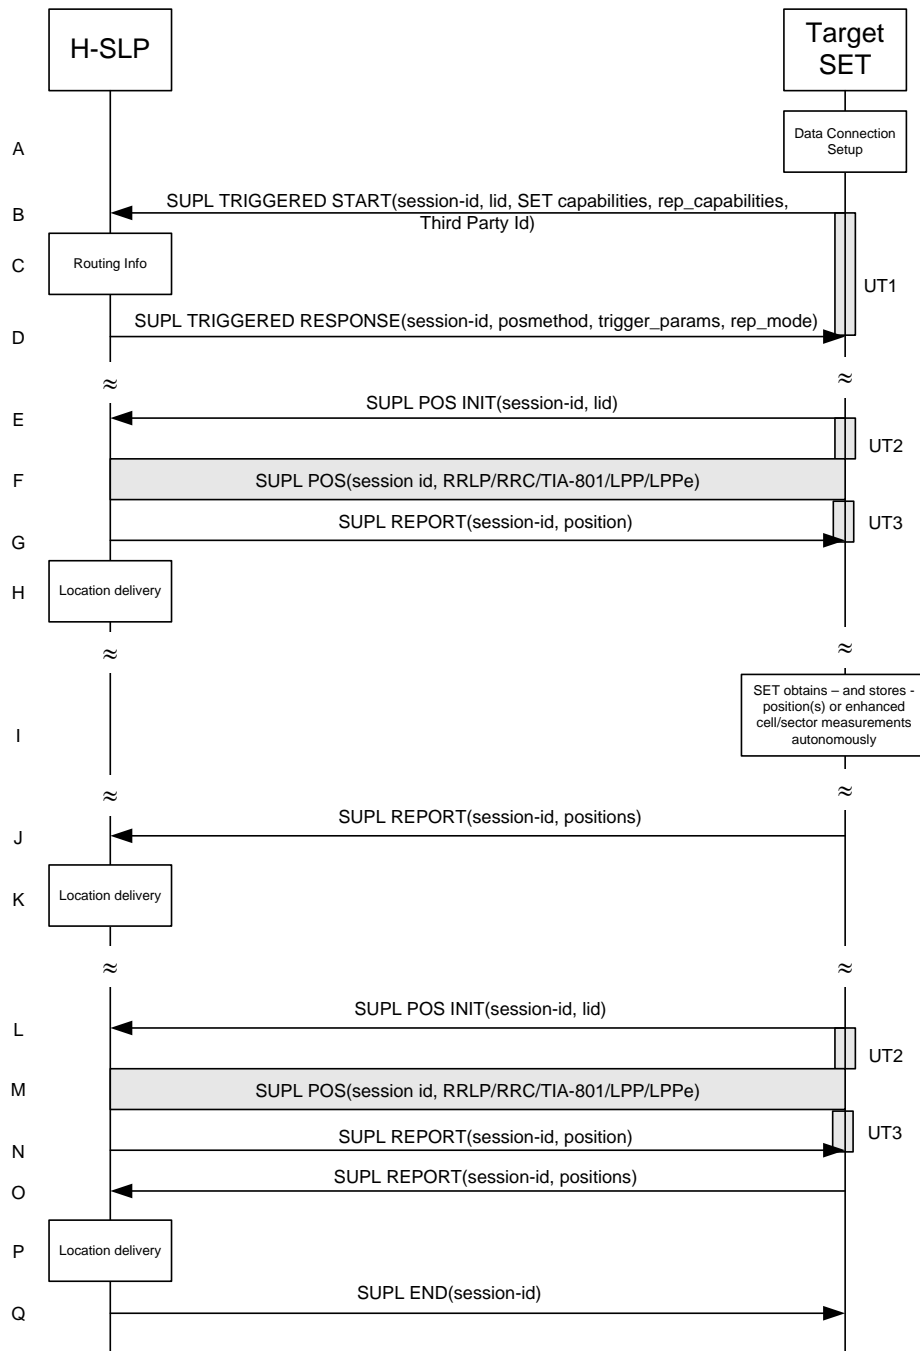 H-SLP
Target
SET
A
Data Connection
Setup
B
SUPL TRIGGERED START(session-id, lid, SET capabilities, rep_capabilities,
Third Party Id)
C
Routing Info
UT1
D
SUPL TRIGGERED RESPONSE(session-id, posmethod, trigger_params, rep_mode)
≈
≈
E
SUPL POS INIT(session-id, lid)
UT2
F
SUPL POS(session id, RRLP/RRC/TIA-801/LPP/LPPe)
G
SUPL REPORT(session-id, position)
UT3
H
Location delivery
≈
≈
I
SET obtains – and stores -
position(s) or enhanced
cell/sector measurements
autonomously
≈
≈
J
SUPL REPORT(session-id, positions)
K
Location delivery
≈
≈
L
SUPL POS INIT(session-id, lid)
UT2
M
SUPL POS(session id, RRLP/RRC/TIA-801/LPP/LPPe)
N
SUPL REPORT(session-id, position)
UT3
O
SUPL REPORT(session-id, positions)
P
Location delivery
Q
SUPL END(session-id)